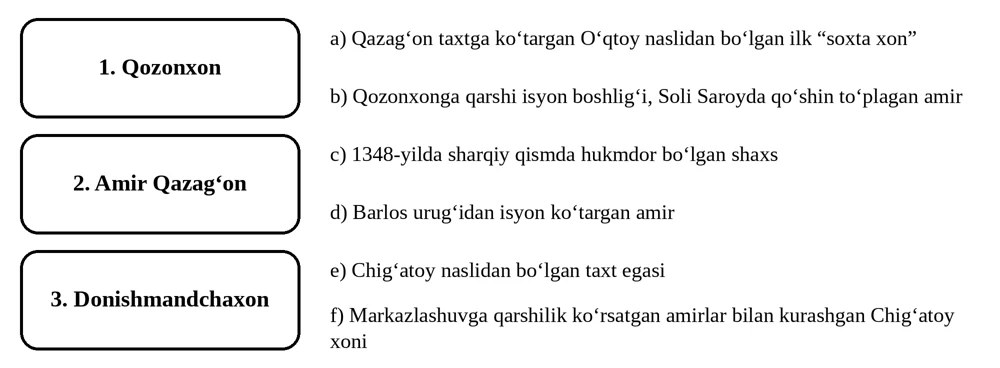 1. Qozonxon
2. Amir Qazag‘on
3. Donishmandchaxon
a) Qazag‘on taxtga ko‘targan O‘qtoy naslidan bo‘lgan ilk “soxta xon”
b) Qozonxonga qarshi isyon boshlig‘i, Soli Saroyda qo‘shin to‘plagan amir
c) 1348-yilda sharqiy qismda hukmdor bo‘lgan shaxs
d) Barlos urug‘idan isyon ko‘targan amir
e) Chig‘atoy naslidan bo‘lgan taxt egasi
f) Markazlashuvga qarshilik ko‘rsatgan amirlar bilan kurashgan Chig‘atoy
xoni